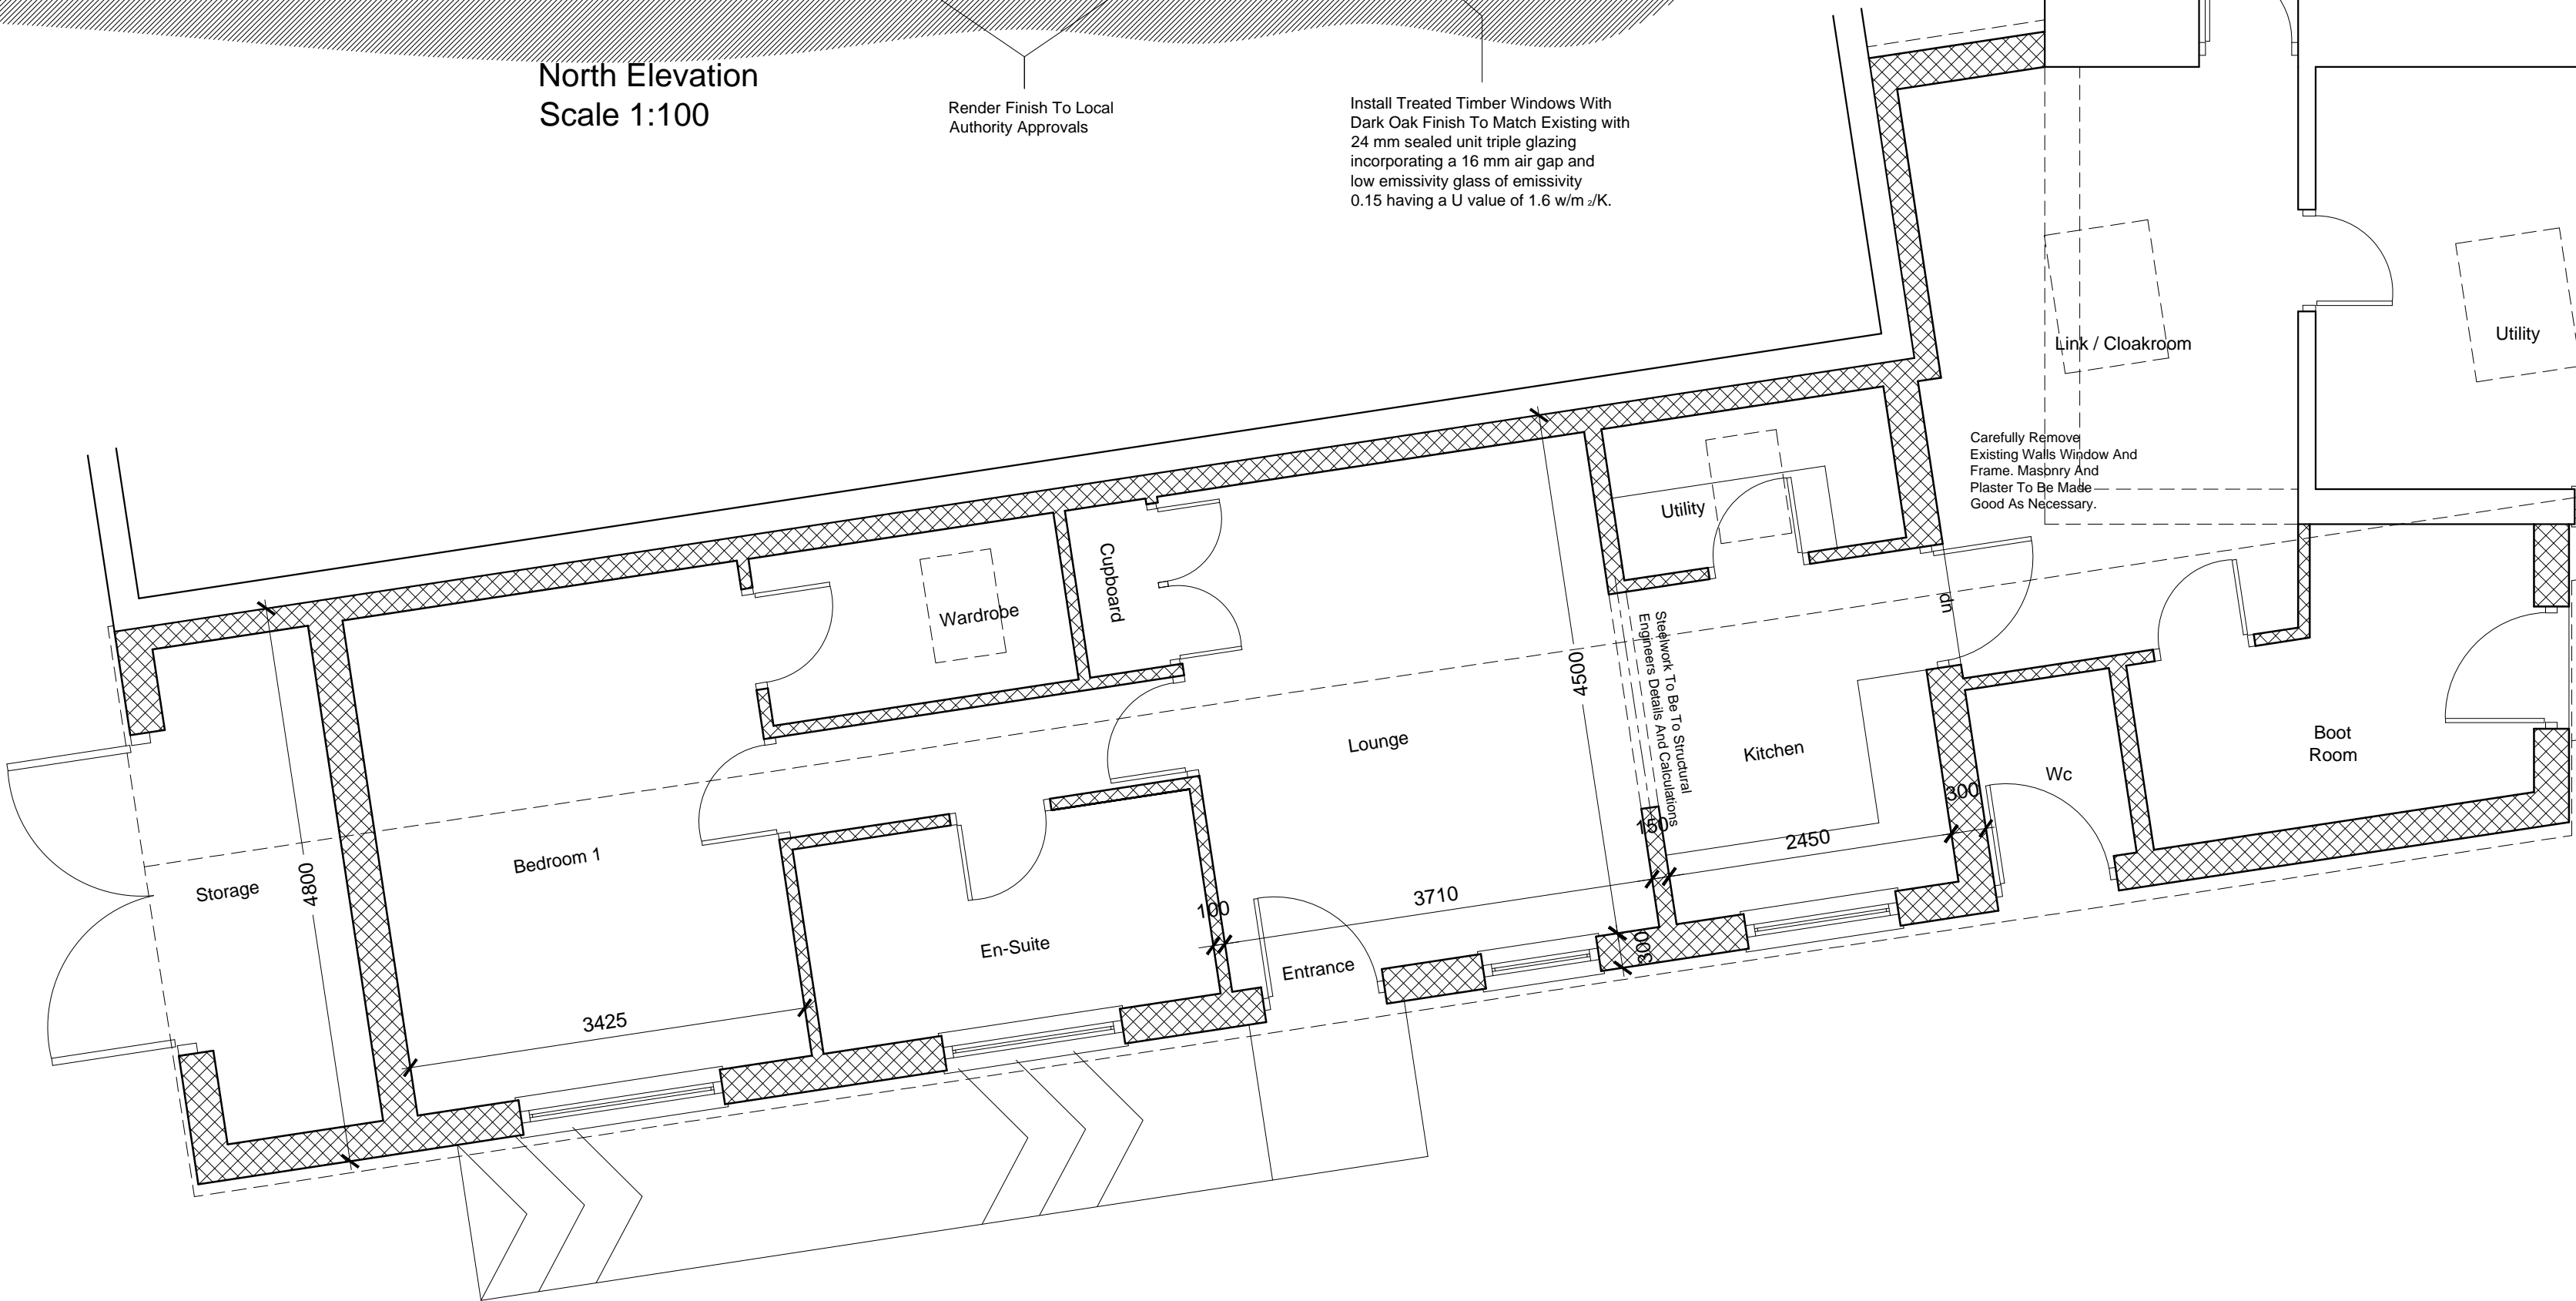 North Elevation
Scale 1:100
Render Finish To Local
Authority Approvals
Install Treated Timber Windows With
Dark Oak Finish To Match Existing with
24 mm sealed unit triple glazing
incorporating a 16 mm air gap and
low emissivity glass of emissivity
0.15 having a U value of 1.6 w/m 2/K.
Link / Cloakroom
Utility
Carefully Remove
Existing Walls Window And
Frame. Masonry And
Plaster To Be Made
Good As Necessary.
Utility
Cupboard
Wardrobe
up
Steelwork To Be To Structural
Engineers Details And Calculations
4500
Lounge
Kitchen
Boot
Room
Wc
300
150
2450
Bedroom 1
Storage
4800
3710
100
En-Suite
Entrance
300
3425